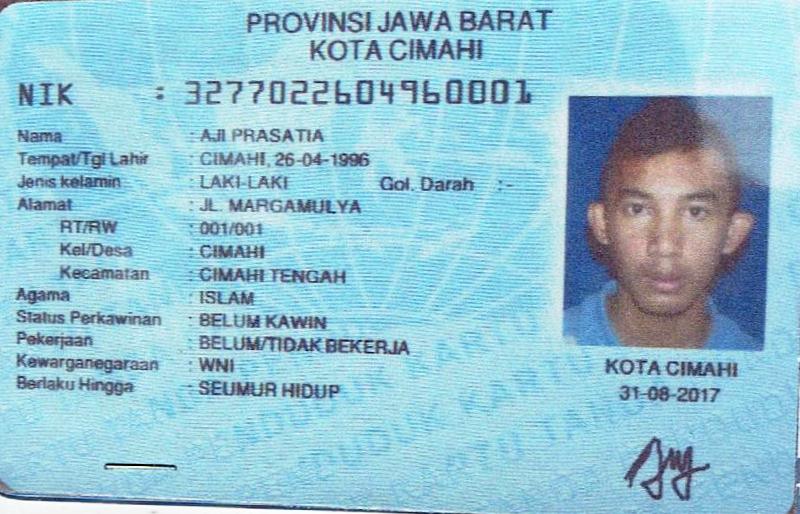 PROVINSI JAWA BARAT
KOTA CIMAHI
NIK : 3277022604960001
Nama : AJI PRASATIA
Tempat/Tgl Lahir : CIMAHI, 26-04-1996
Jenis kelamin : LAKI-LAKI Gol. Darah :-
Alamat : JL. MARGAMULYA
RT/RW : 001/001
Kel/Desa : CIMAHI
Kecamatan : CIMAHI TENGAH
Agama : ISLAM
Status Perkawinan : BELUM KAWIN
Pekerjaan : BELUM/TIDAK BEKERJA
Kewarganegaraan : WNI
Berlaku Hingga : SEUMUR HIDUP
KOTA CIMAHI
31-08-2017